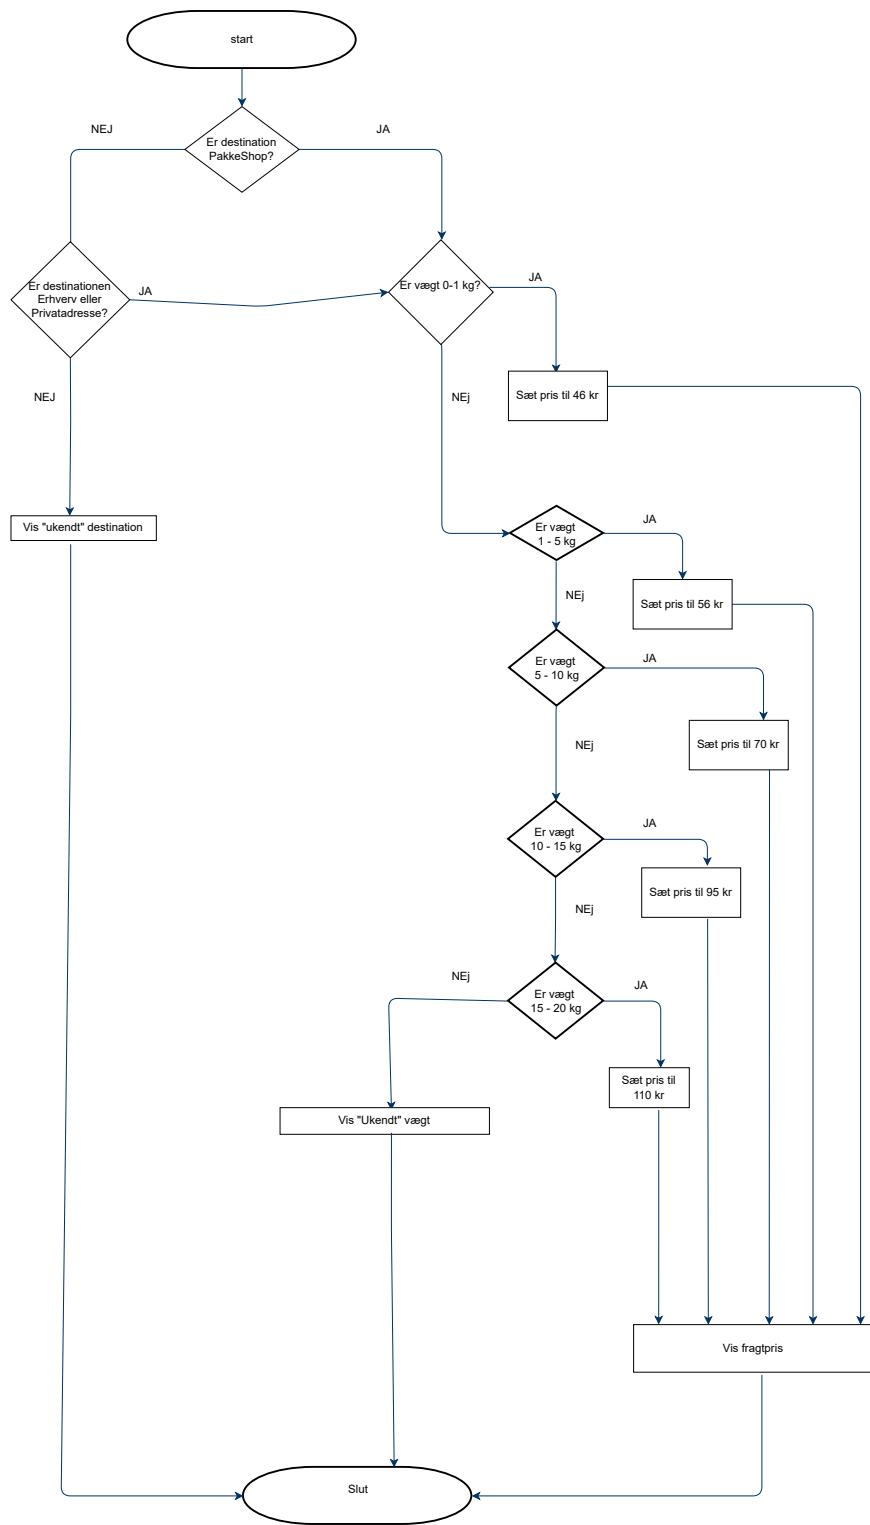 start
NEJ
JA
Er destination
PakkeShop?
Er destinationen
Erhverv eller
Privatadresse?
JA
Er vægt 0-1 kg?
JA
NEJ
NEj
Sæt pris til 46 kr
Vis "ukendt" destination
Er vægt
1 - 5 kg
JA
NEj
Sæt pris til 56 kr
Er vægt
5 - 10 kg
JA
NEj
Sæt pris til 70 kr
Er vægt
10 - 15 kg
JA
NEj
Sæt pris til 95 kr
NEj
Er vægt
15 - 20 kg
JA
Sæt pris til
110 kr
Vis "Ukendt" vægt
Vis fragtpris
Slut